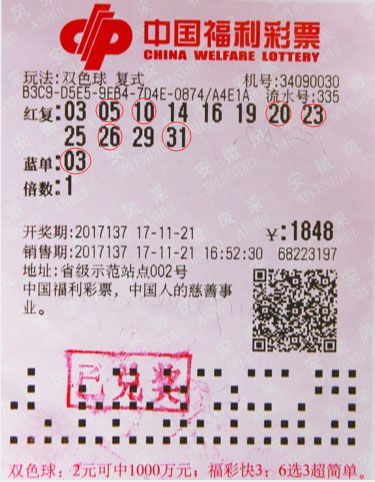 中国福利彩票
CHINA WELFARE LOTTERY
玩法:双色球 复式 机号:34090030
B3C9-D5E5-9EB4-7D4E-0874/A4E1A 流水号:335
红复:03 05 10 14 16 19 20 23
25 26 29 31
蓝单:03
倍数:1
开奖期:2017137 17-11-21 ¥:1848
销售期:2017137 17-11-21 16:52:30 68223197
地址:省级示范站点002号
中国福利彩票，中国人的慈善事
业。
已兑奖
双色球：2元可中1000万元；福彩快3：6选3超简单。